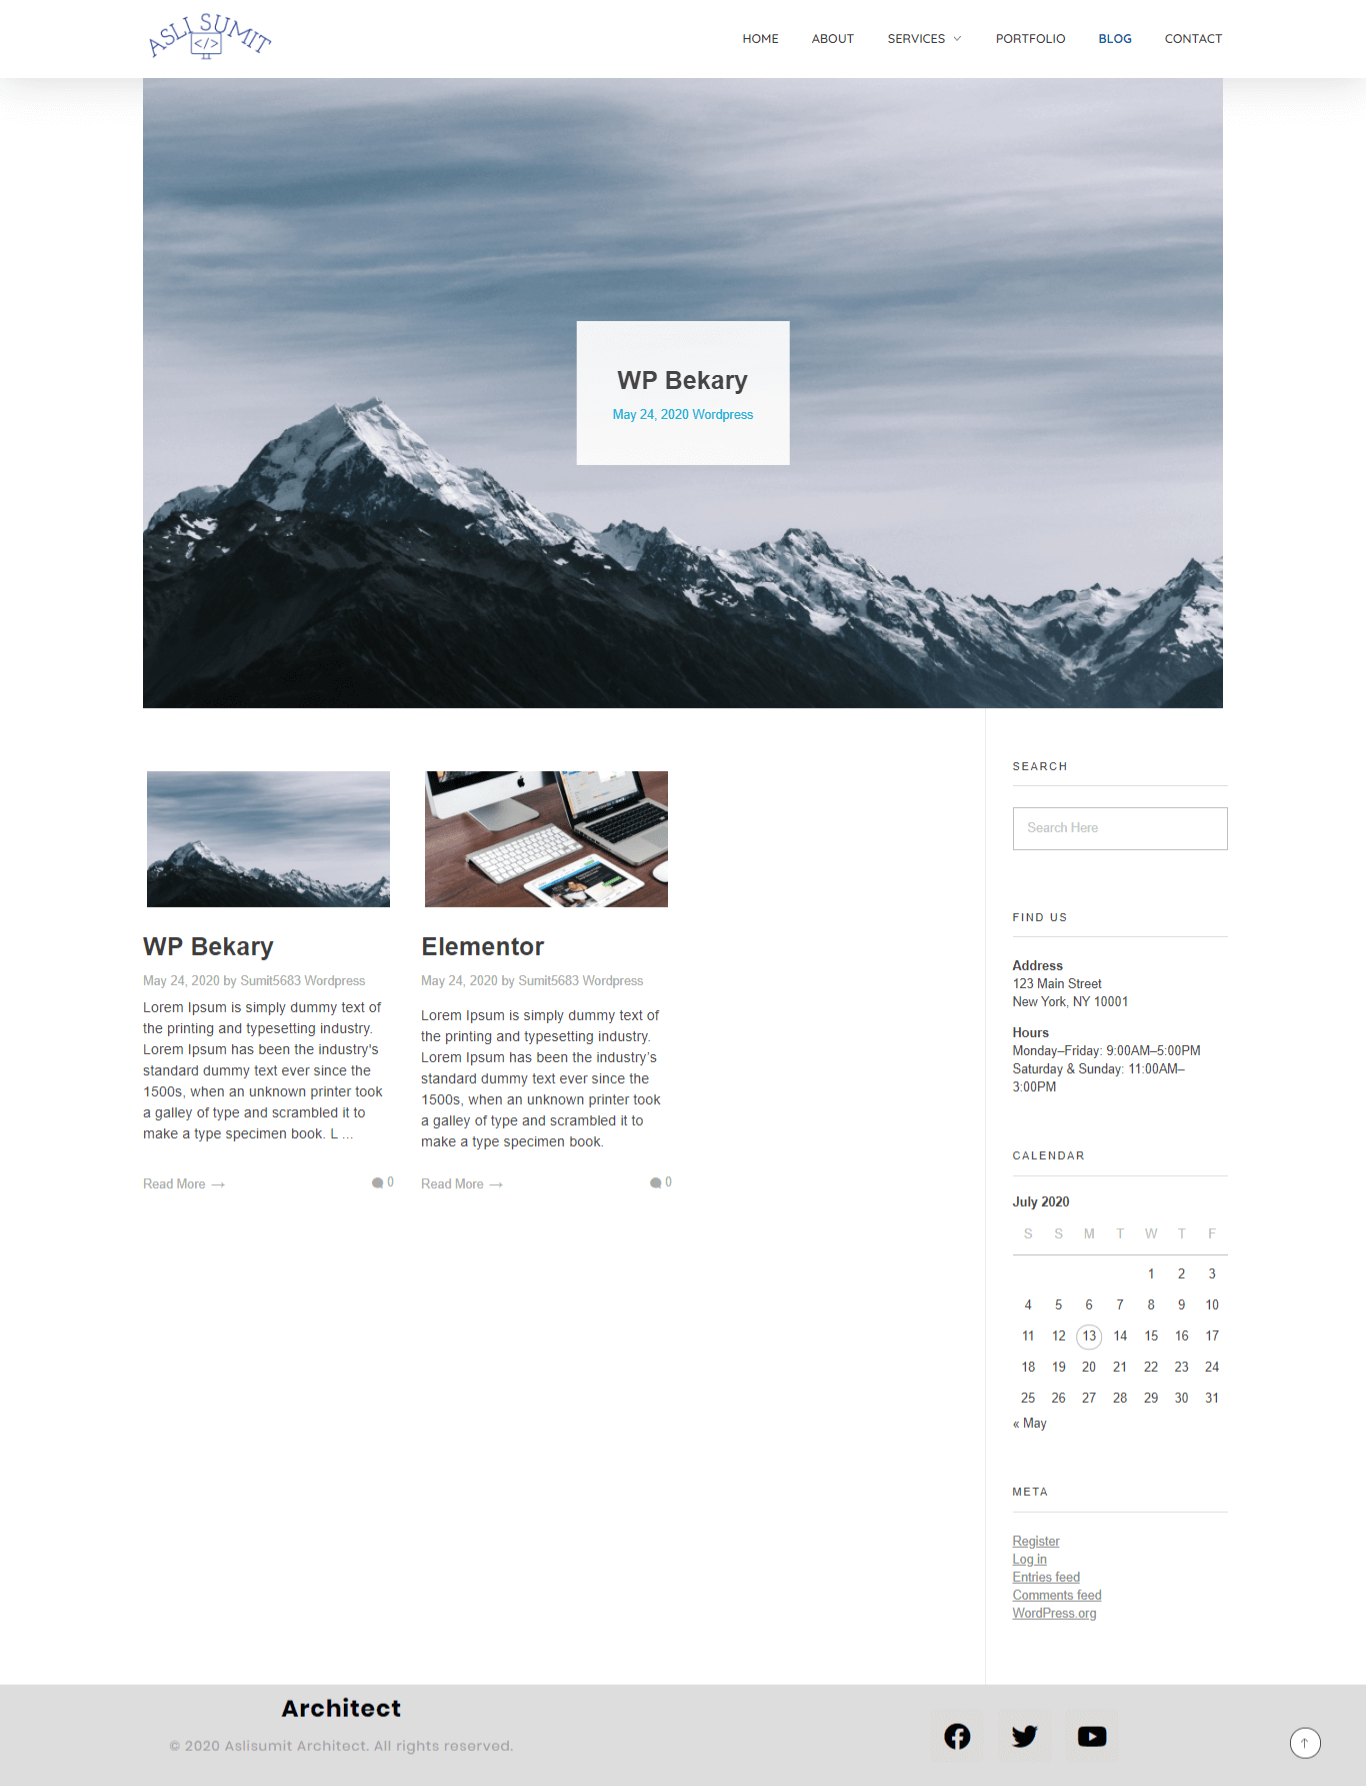 ASLI SUMIT
</>
HOME ABOUT SERVICES PORTFOLIO BLOG CONTACT
WP Bekary
May 24, 2020 Wordpress
WP Bekary
May 24, 2020 by Sumit5683 Wordpress
Lorem Ipsum is simply dummy text of
the printing and typesetting industry.
Lorem Ipsum has been the industry's
standard dummy text ever since the
1500s, when an unknown printer took
a galley of type and scrambled it to
make a type specimen book. L ...
Read More → 0
Elementor
May 24, 2020 by Sumit5683 Wordpress
Lorem Ipsum is simply dummy text of
the printing and typesetting industry.
Lorem Ipsum has been the industry’s
standard dummy text ever since the
1500s, when an unknown printer took
a galley of type and scrambled it to
make a type specimen book.
Read More → 0
SEARCH
Search Here
FIND US
Address
123 Main Street
New York, NY 10001
Hours
Monday–Friday: 9:00AM–5:00PM
Saturday & Sunday: 11:00AM–
3:00PM
CALENDAR
July 2020
S S M T W T F
1 2 3
4 5 6 7 8 9 10
11 12 13 14 15 16 17
18 19 20 21 22 23 24
25 26 27 28 29 30 31
« May
META
Register
Log in
Entries feed
Comments feed
WordPress.org
Architect
© 2020 Aslisumit Architect. All rights reserved.